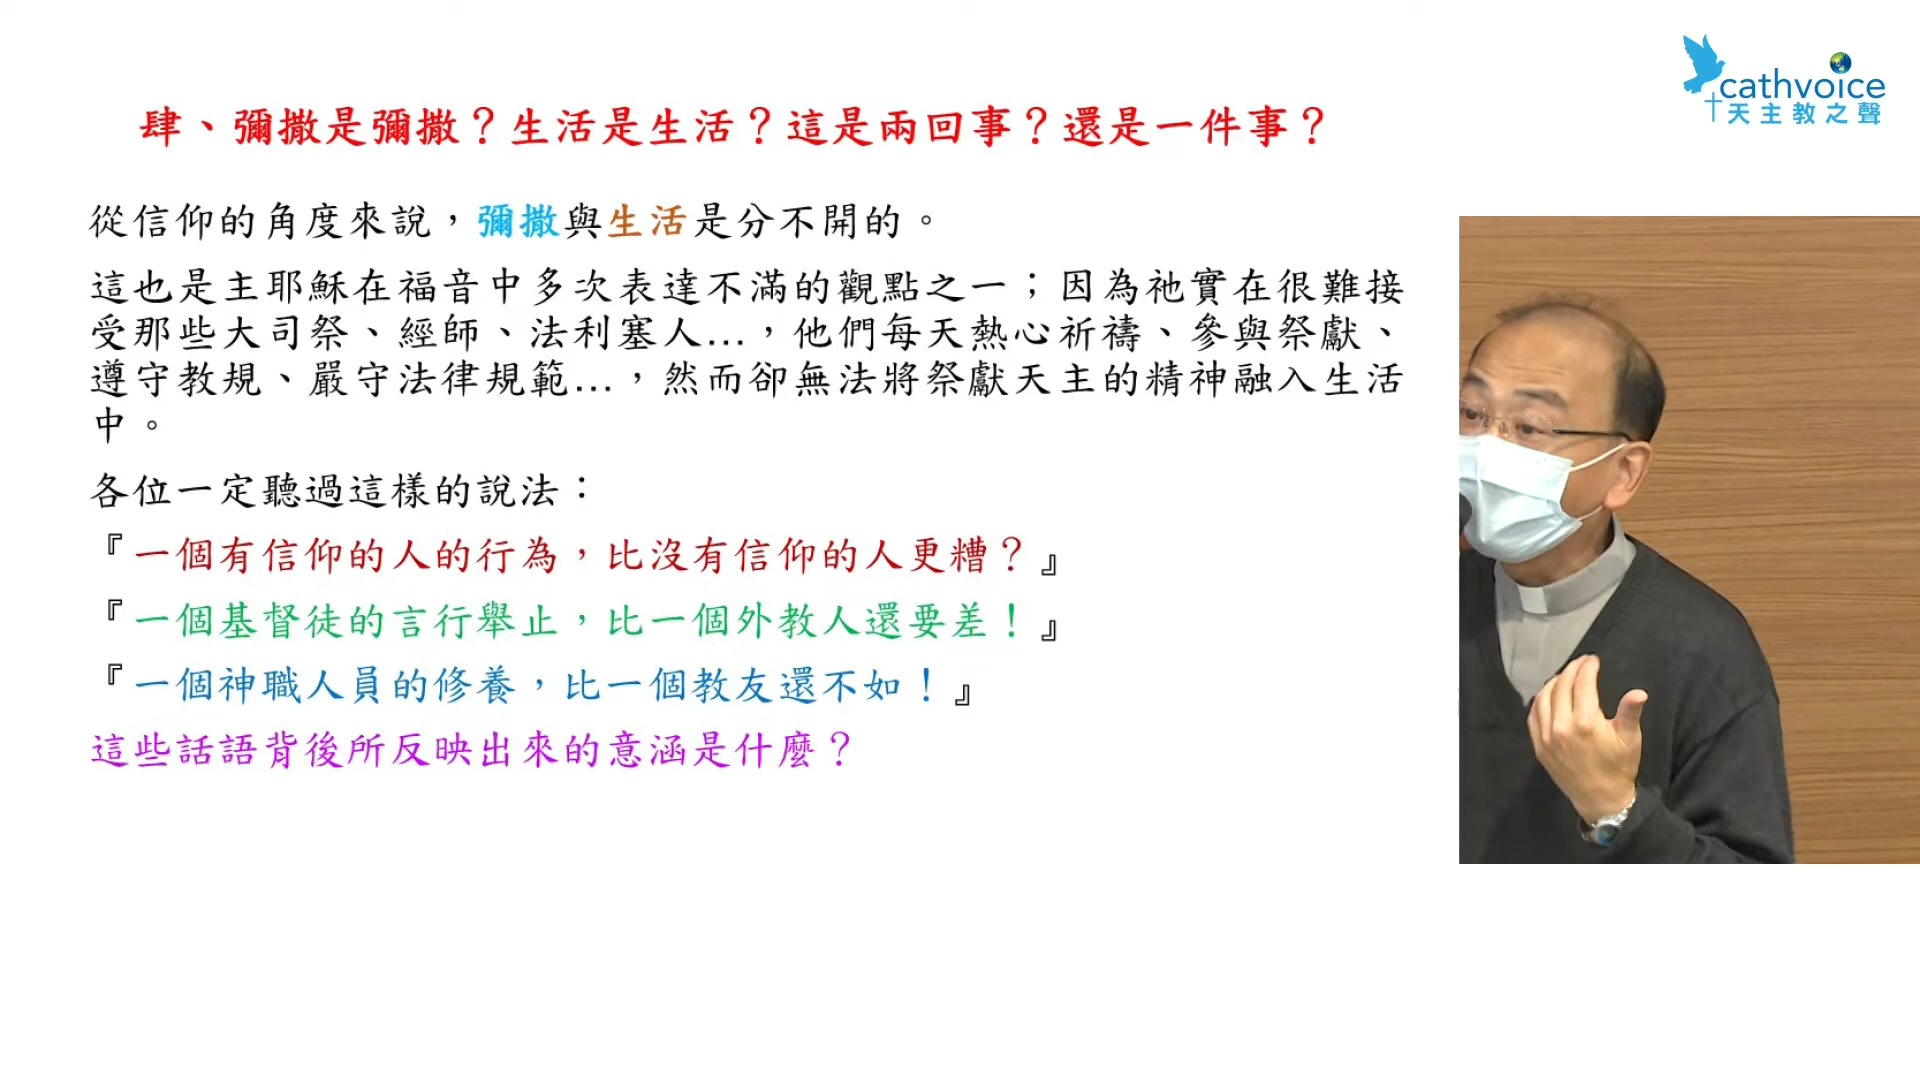 cathvoice
天主教之聲
肆、彌撒是彌撒？生活是生活？這是兩回事？還是一件事？
從信仰的角度來說，彌撒與生活是分不開的。
這也是主耶穌在福音中多次表達不滿的觀點之一；因為祂實在很難接
受那些大司祭、經師、法利塞人…，他們每天熱心祈禱、參與祭獻、
遵守教規、嚴守法律規範…，然而卻無法將祭獻天主的精神融入生活
中。
各位一定聽過這樣的說法：
『一個有信仰的人的行為，比沒有信仰的人更糟？』
『一個基督徒的言行舉止，比一個外教人還要差！』
『一個神職人員的修養，比一個教友還不如！』
這些話語背後所反映出來的意涵是什麼？